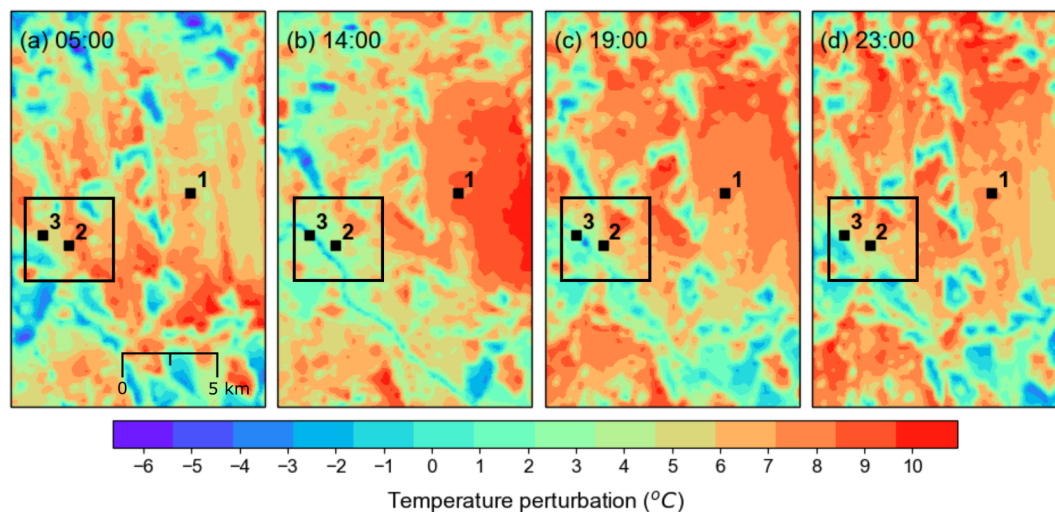 (a) 05:00 (b) 14:00 (c) 19:00 (d) 23:00
1 1 1 1
3 2 3 2 3 2 3 2
0 5 km
−6 −5 −4 −3 −2 −1 0 1 2 3 4 5 6 7 8 9 10
Temperature perturbation (°C)